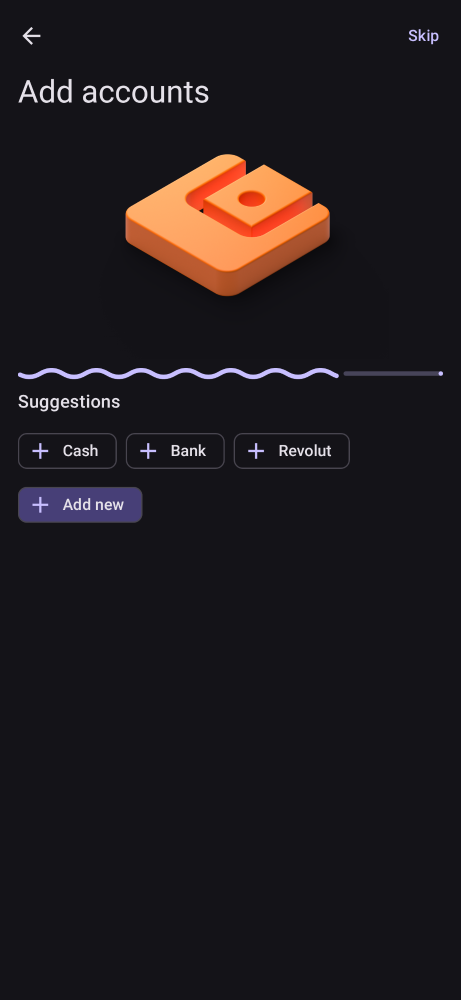 Skip
Add accounts
Suggestions
Cash
Bank
Revolut
Add new